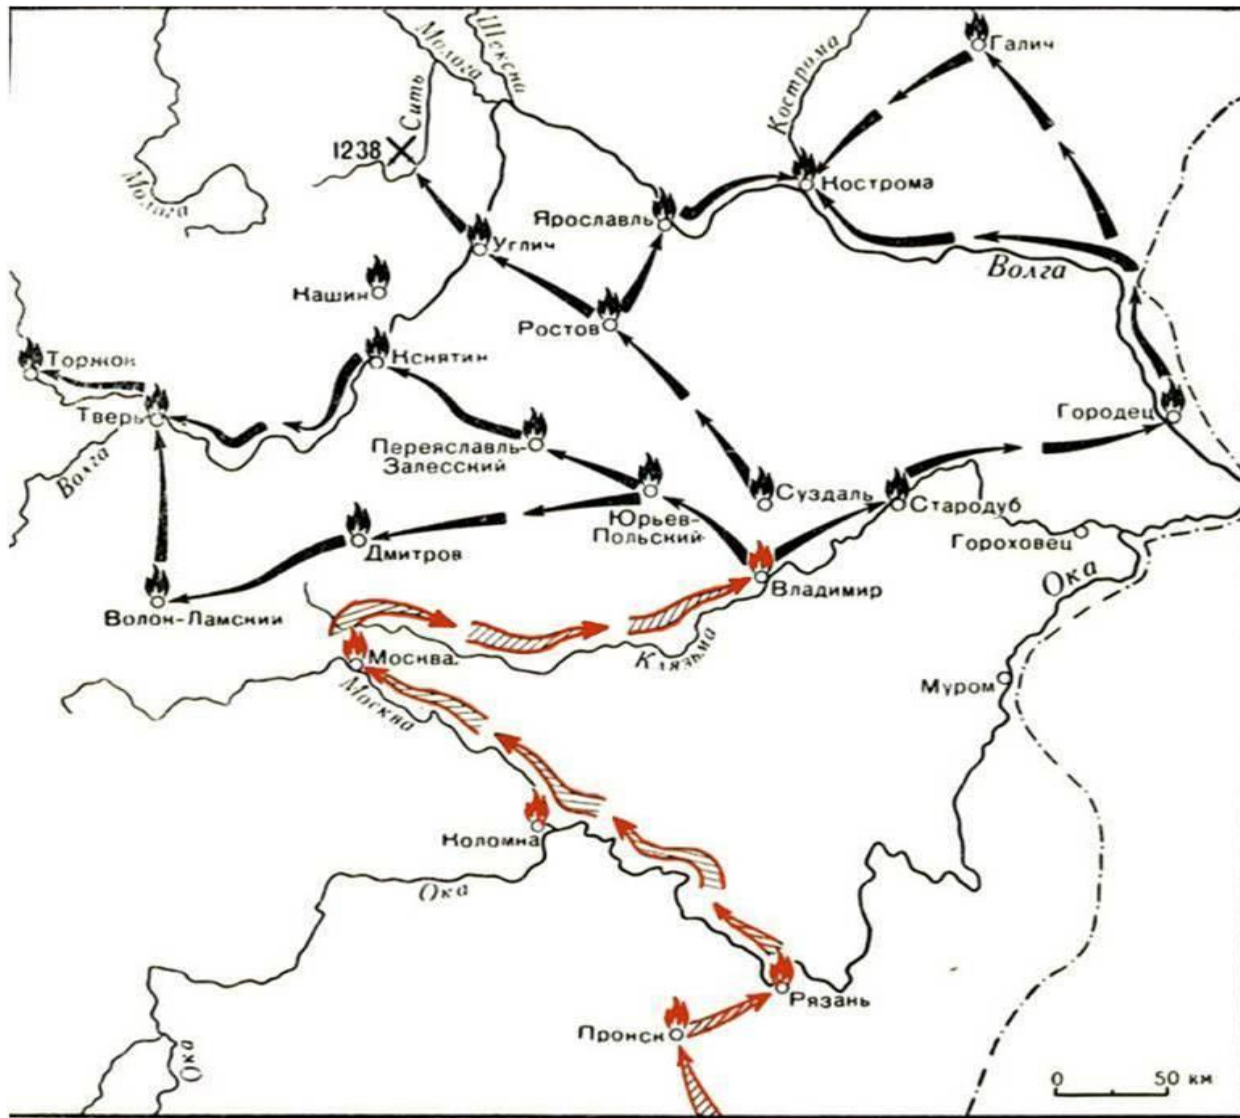 Молога
Шексна
Сить
Кострома
Галич
1238
Молога
Кострома
Ярославль
Углич
Волга
Кашин
Ростов
Торжок
Кснятин
Тверь
Городец
Волга
Переяславль-
Залесский
Суздаль
Стародуб
Юрьев-
Польский
Дмитров
Гороховец
Ока
Волок-Ламский
Владимир
Москва
Клязьма
Муром
Москва
Коломна
Ока
Рязань
Пронск
Ока
0 50 км